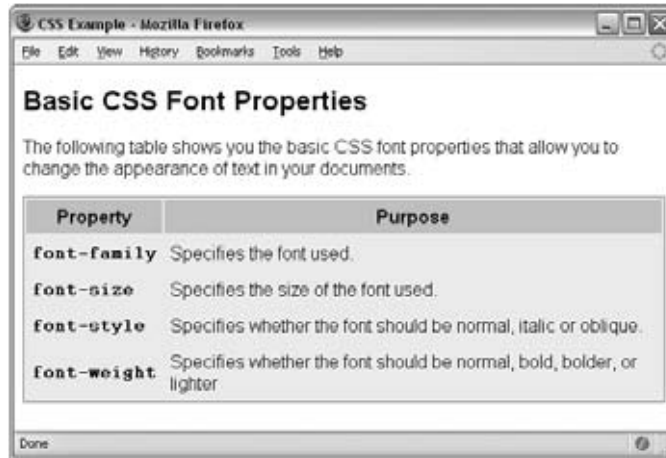 CSS Example - Mozilla Firefox
File Edit View History Bookmarks Tools Help
Basic CSS Font Properties
The following table shows you the basic CSS font properties that allow you to
change the appearance of text in your documents.
Property Purpose
font-family Specifies the font used.
font-size Specifies the size of the font used.
font-style Specifies whether the font should be normal, italic or oblique.
font-weight Specifies whether the font should be normal, bold, bolder, or
lighter
Done